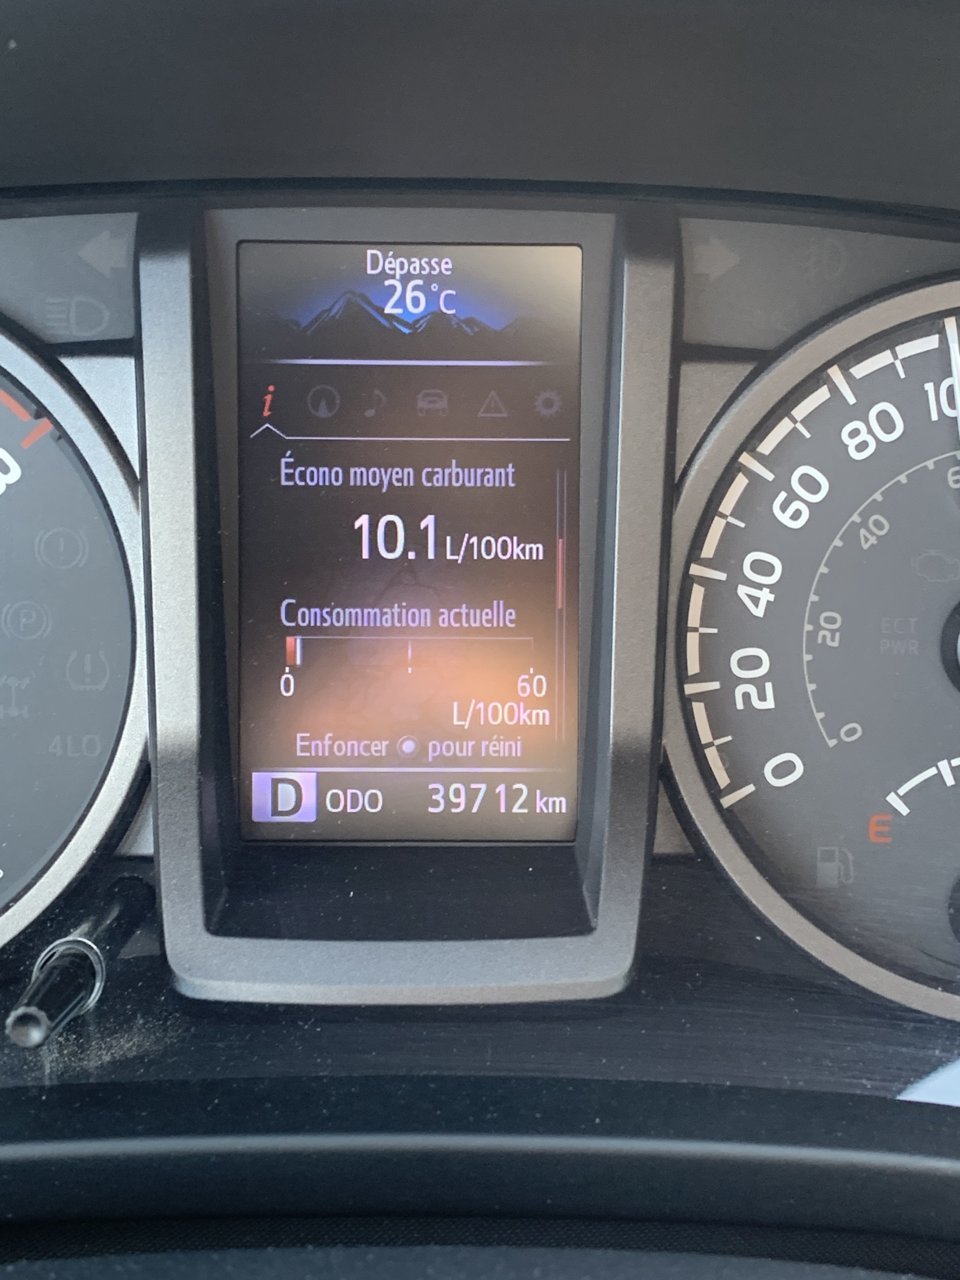 Dépasse
26°C
i
Écono moyen carburant
10.1 L/100km
Consommation actuelle
0 60
L/100km
Enfoncer pour réini
D ODO 39712 km
8
P
4LO
0 20 40 60 80
0 20 40
ECT
PWR
E